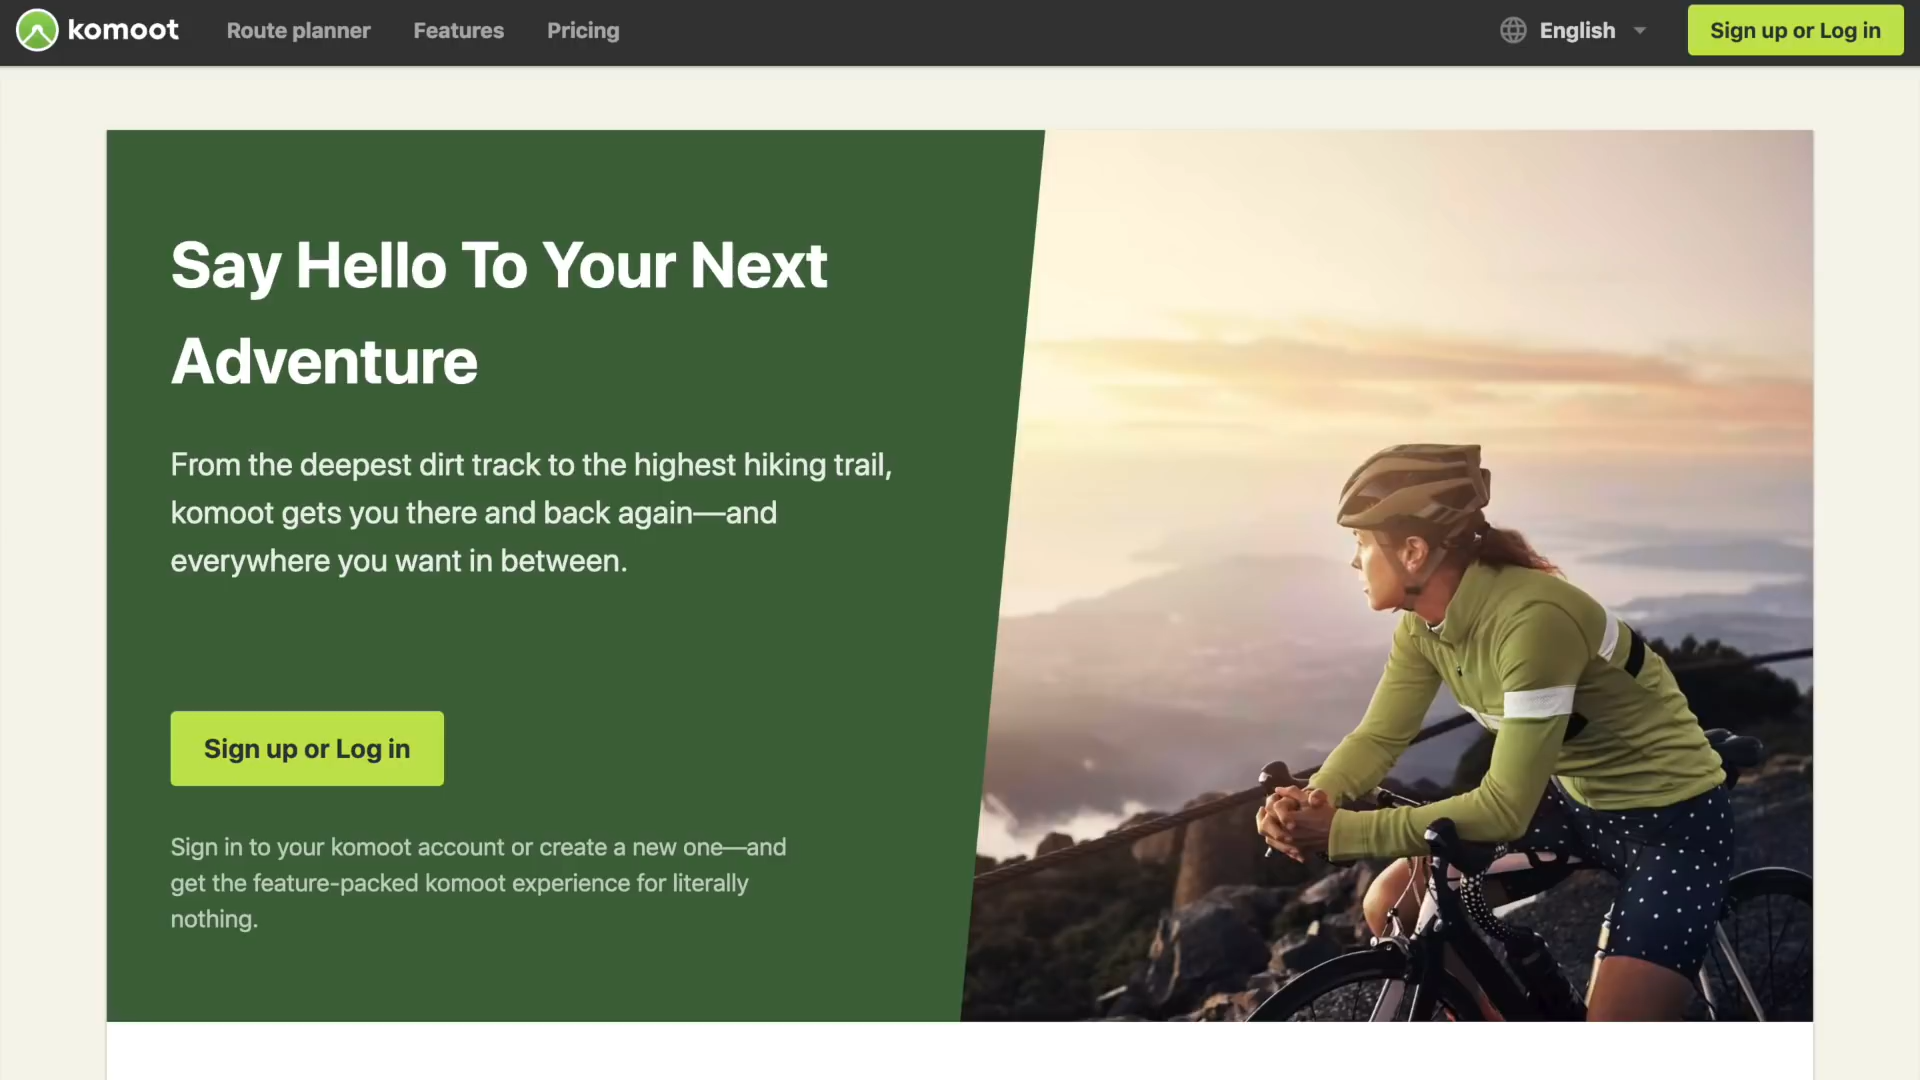 komoot
Route planner
Features
Pricing
English
Sign up or Log in
Say Hello To Your Next
Adventure
From the deepest dirt track to the highest hiking trail,
komoot gets you there and back again—and
everywhere you want in between.
Sign up or Log in
Sign in to your komoot account or create a new one—and
get the feature-packed komoot experience for literally
nothing.